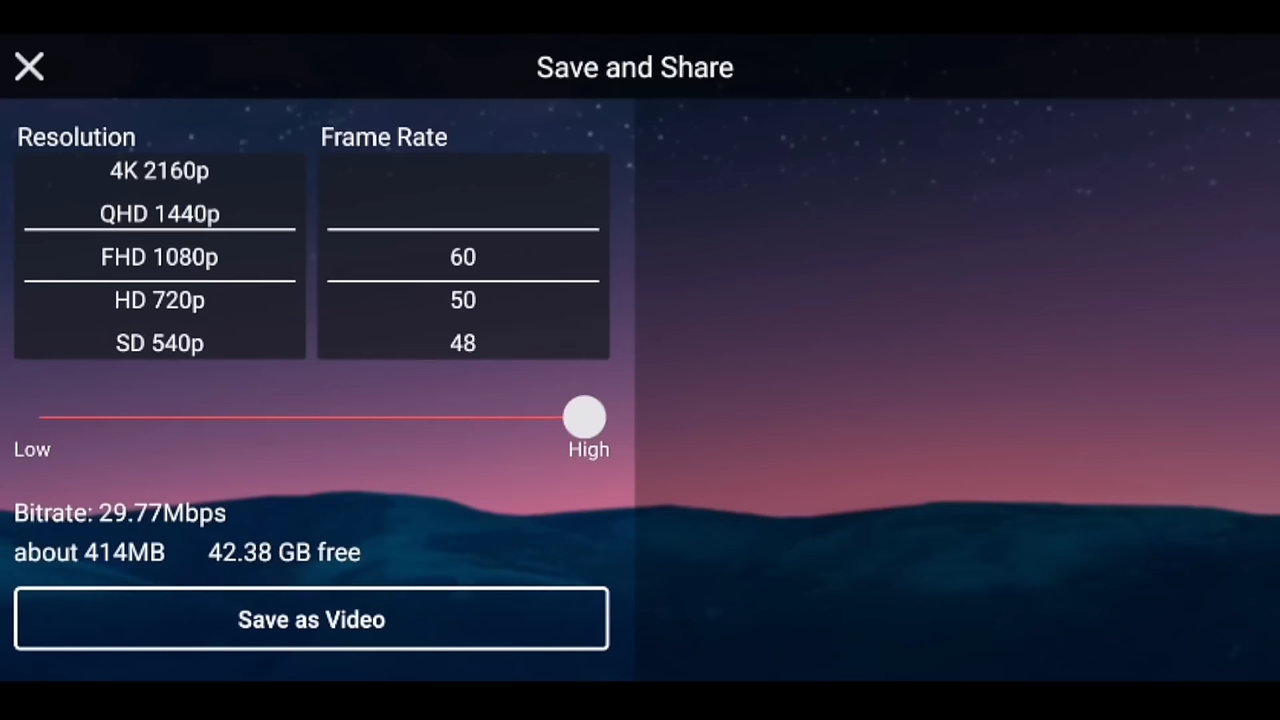 Save and Share
Resolution
4K 2160p
QHD 1440p
FHD 1080p
HD 720p
SD 540p
Frame Rate
60
50
48
Low
High
Bitrate: 29.77Mbps
about 414MB 42.38 GB free
Save as Video